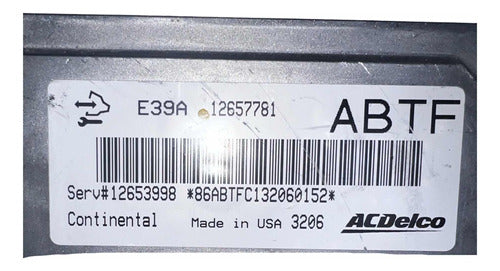 E39A 12657781 ABTF
Serv#12653998 *86ABTFC132060152*
Continental Made in USA 3206 ACDelco